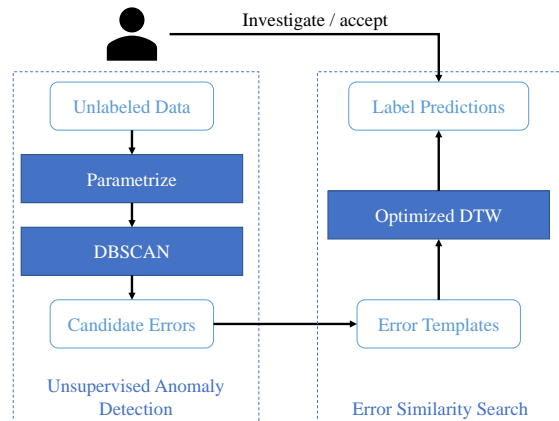 Investigate / accept
Unlabeled Data
Parametrize
DBSCAN
Candidate Errors
Unsupervised Anomaly
Detection
Label Predictions
Optimized DTW
Error Templates
Error Similarity Search